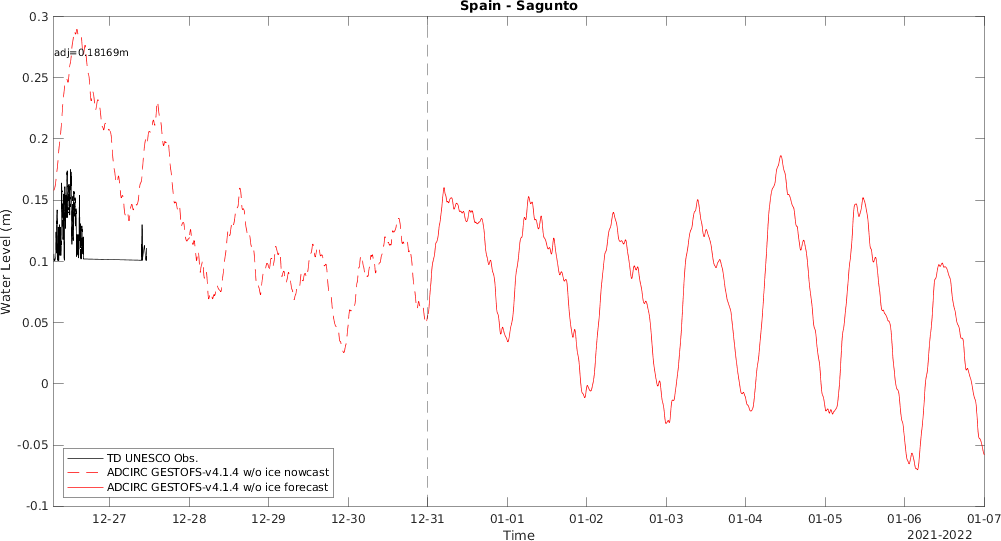 Spain - Sagunto
0.3
adj=0.18169m
0.25
0.2
0.15
0.1
0.05
0
-0.05
-0.1
Water Level (m)
TD UNESCO Obs.
ADCIRC GESTOFS-v4.1.4 w/o ice nowcast
ADCIRC GESTOFS-v4.1.4 w/o ice forecast
12-27 12-28 12-29 12-30 12-31 01-01 01-02 01-03 01-04 01-05 01-06 01-07
Time
2021-2022